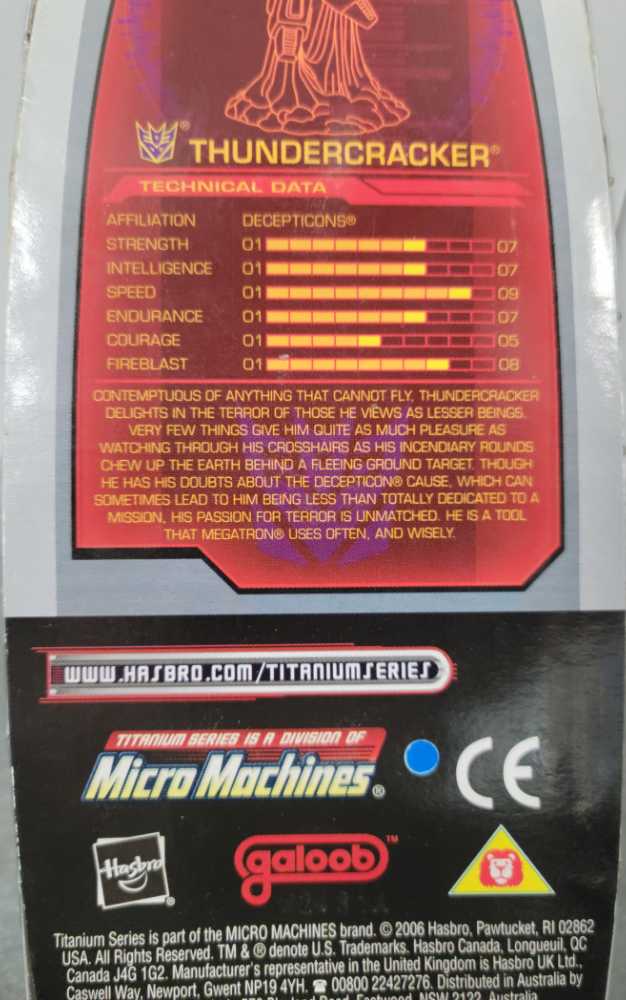 THUNDERCRACKER®
TECHNICAL DATA
AFFILIATION DECEPTICONS®
STRENGTH 01 07
INTELLIGENCE 01 07
SPEED 01 09
ENDURANCE 01 07
COURAGE 01 05
FIREBLAST 01 08
CONTEMPTUOUS OF ANYTHING THAT CANNOT FLY, THUNDERCRACKER
DELIGHTS IN THE TERROR OF THOSE HE VIEWS AS LESSER BEINGS.
VERY FEW THINGS GIVE HIM QUITE AS MUCH PLEASURE AS
WATCHING THROUGH HIS CROSSHAIRS AS HIS INCENDIARY ROUNDS
CHEW UP THE EARTH BEHIND A FLEEING GROUND TARGET. THOUGH
HE HAS HIS DOUBTS ABOUT THE DECEPTICON® CAUSE, WHICH CAN
SOMETIMES LEAD TO HIM BEING LESS THAN TOTALLY DEDICATED TO A
MISSION, HIS PASSION FOR TERROR IS UNMATCHED. HE IS A TOOL
THAT MEGATRON® USES OFTEN, AND WISELY.
WWW.HASBRO.COM/TITANIUMSERIES
TITANIUM SERIES IS A DIVISION OF
Micro Machines®
CE
Hasbro®
galoob™
Titanium Series is part of the MICRO MACHINES brand. © 2006 Hasbro, Pawtucket, RI 02862
USA. All Rights Reserved. TM & ® denote U.S. Trademarks. Hasbro Canada, Longueuil, QC
Canada J4G 1G2. Manufacturer's representative in the United Kingdom is Hasbro UK Ltd.,
Caswell Way, Newport, Gwent NP19 4YH. ☎ 00800 22427276. Distributed in Australia by
Eastwood, NSW 2122, Australia